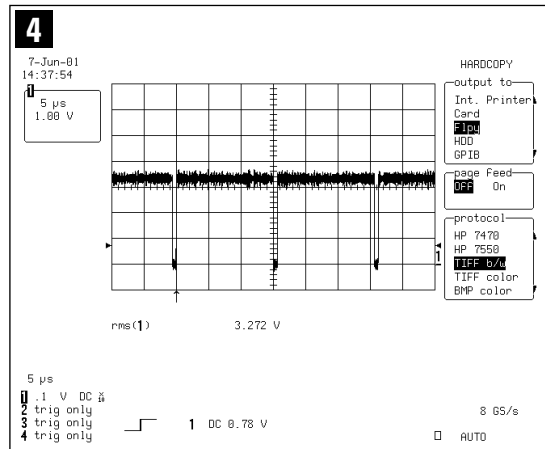 4
7-Jun-01
14:37:54
1
5 µs
1.00 V
HARDCOPY
output to
Int. Printer
Card
Flpy
HDD
GPIB
page feed
OFF On
protocol
HP 7470
HP 7550
TIFF b/w
TIFF color
BMP color
1
rms(1) 3.272 V
5 µs
1 .1 V DC X10
2 trig only
3 trig only
4 trig only
1 DC 0.78 V
8 GS/s
AUTO